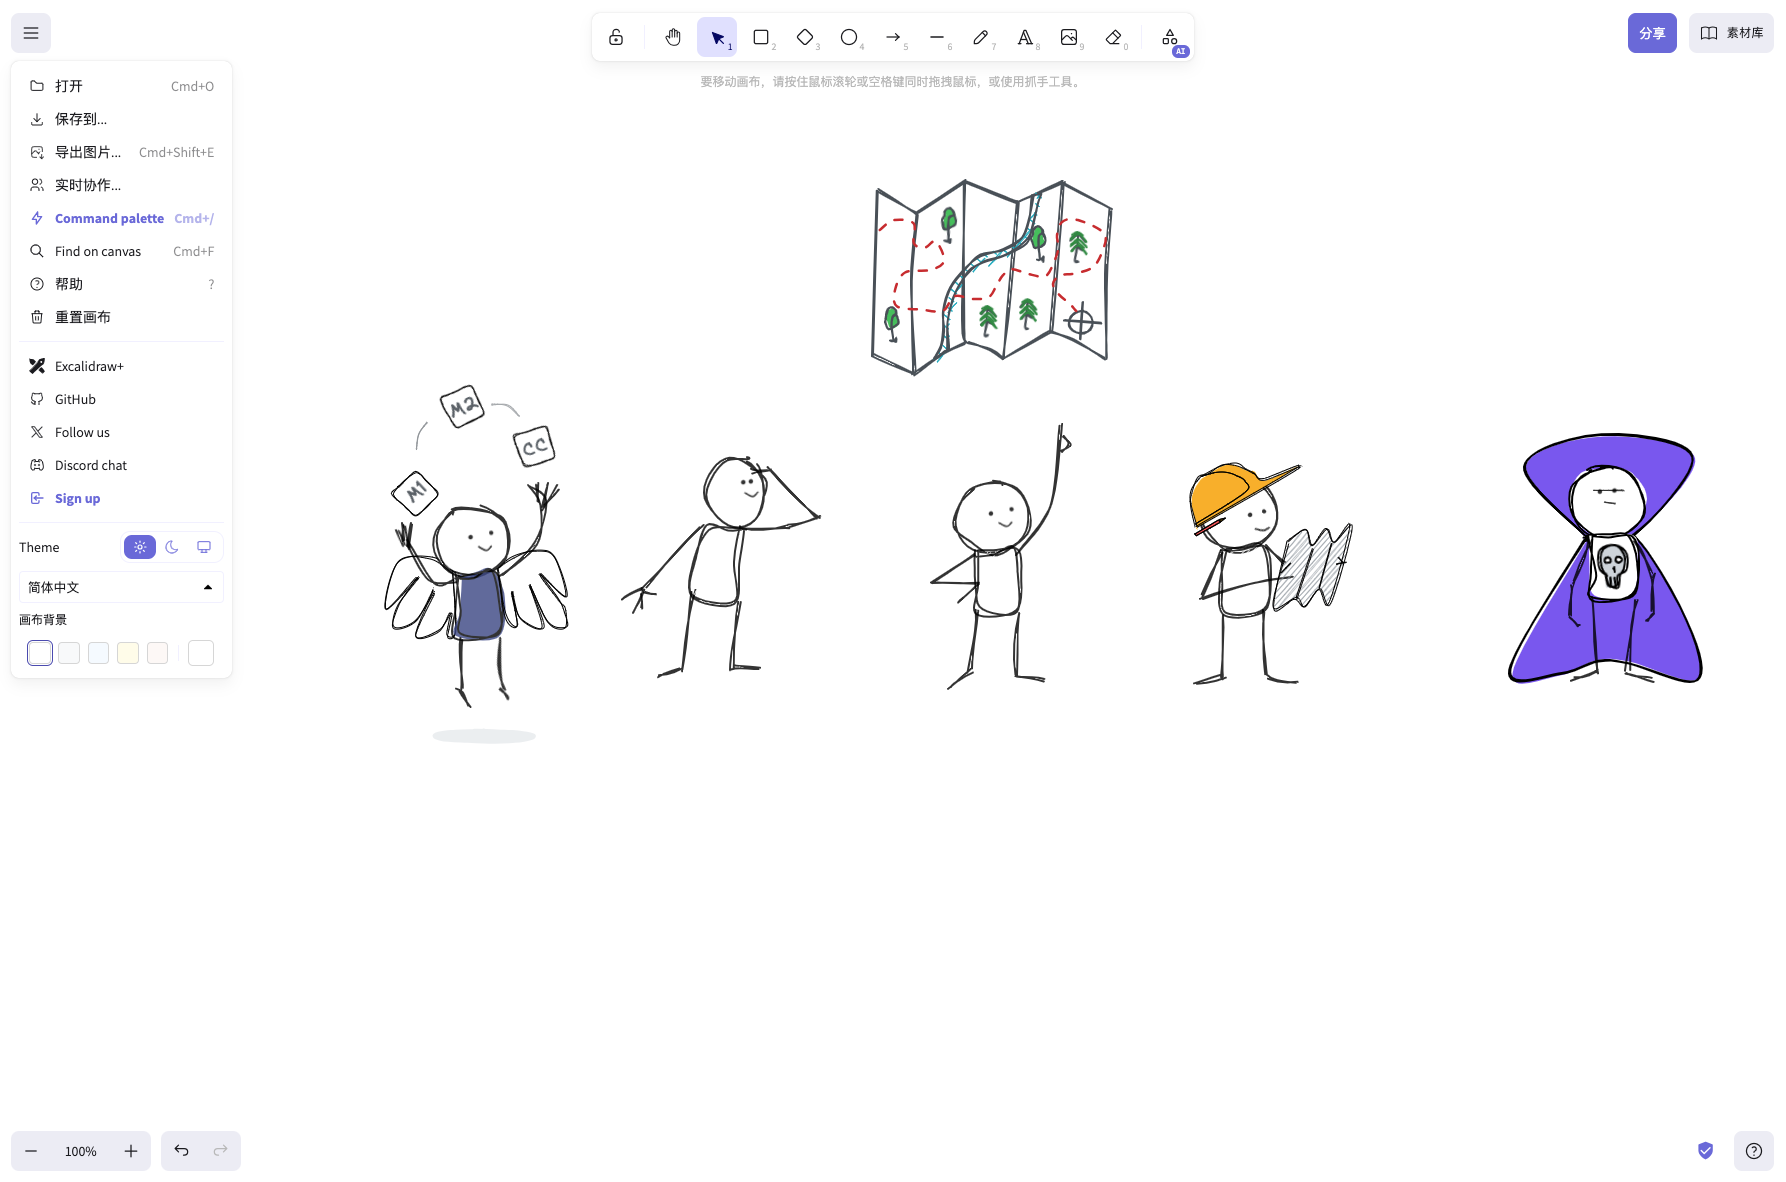 1
2
3
4
5
6
7
8
9
0
AI
分享
素材库
要移动画布，请按住鼠标滚轮或空格键同时拖拽鼠标，或使用抓手工具。
打开 Cmd+O
保存到...
导出图片... Cmd+Shift+E
实时协作...
Command palette Cmd+/
Find on canvas Cmd+F
帮助 ?
重置画布
Excalidraw+
GitHub
Follow us
Discord chat
Sign up
Theme
简体中文
画布背景
M2
CC
M1
100%